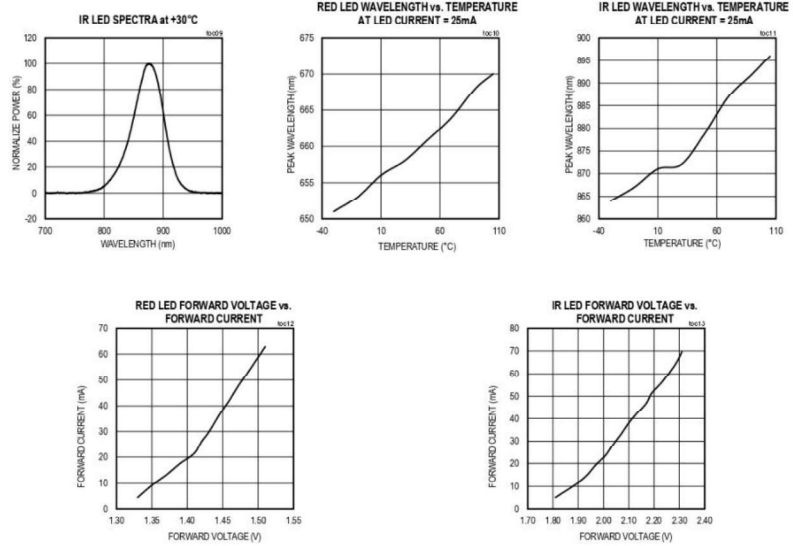 IR LED SPECTRA at +30°C
toc09
120
100
80
60
40
20
0
-20
NORMALIZE POWER (%)
700 800 900 1000
WAVELENGTH (nm)
RED LED WAVELENGTH vs. TEMPERATURE
AT LED CURRENT = 25mA
toc10
675
670
665
660
655
650
PEAK WAVELENGTH (nm)
-40 10 60 110
TEMPERATURE (°C)
IR LED WAVELENGTH vs. TEMPERATURE
AT LED CURRENT = 25mA
toc11
900
895
890
885
880
875
870
865
860
PEAK WAVELENGTH (nm)
-40 10 60 110
TEMPERATURE (°C)
RED LED FORWARD VOLTAGE vs.
FORWARD CURRENT
toc12
70
60
50
40
30
20
10
0
FORWARD CURRENT (mA)
1.30 1.35 1.40 1.45 1.50 1.55
FORWARD VOLTAGE (V)
IR LED FORWARD VOLTAGE vs.
FORWARD CURRENT
toc13
80
70
60
50
40
30
20
10
0
FORWARD CURRENT (mA)
1.70 1.80 1.90 2.00 2.10 2.20 2.30 2.40
FORWARD VOLTAGE (V)